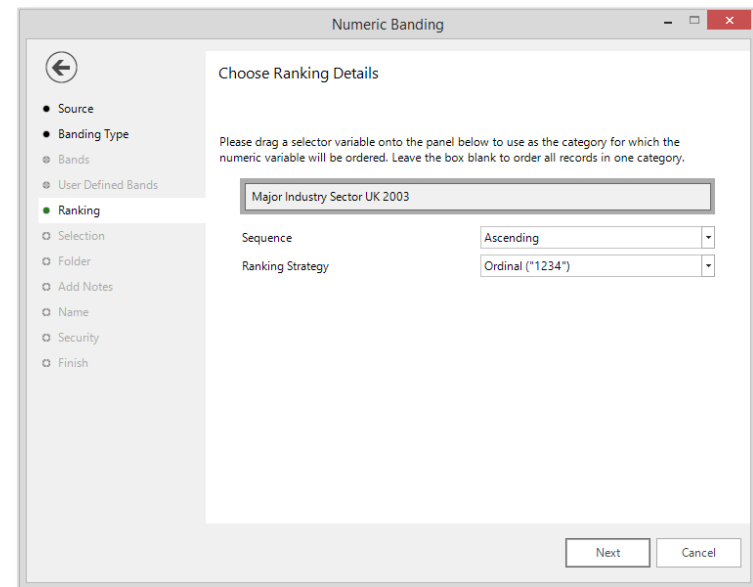 Numeric Banding
Choose Ranking Details
Source
Banding Type
Bands
User Defined Bands
Ranking
Selection
Folder
Add Notes
Name
Security
Finish
Please drag a selector variable onto the panel below to use as the category for which the
numeric variable will be ordered. Leave the box blank to order all records in one category.
Major Industry Sector UK 2003
Sequence Ascending
Ranking Strategy Ordinal ("1234")
Next Cancel